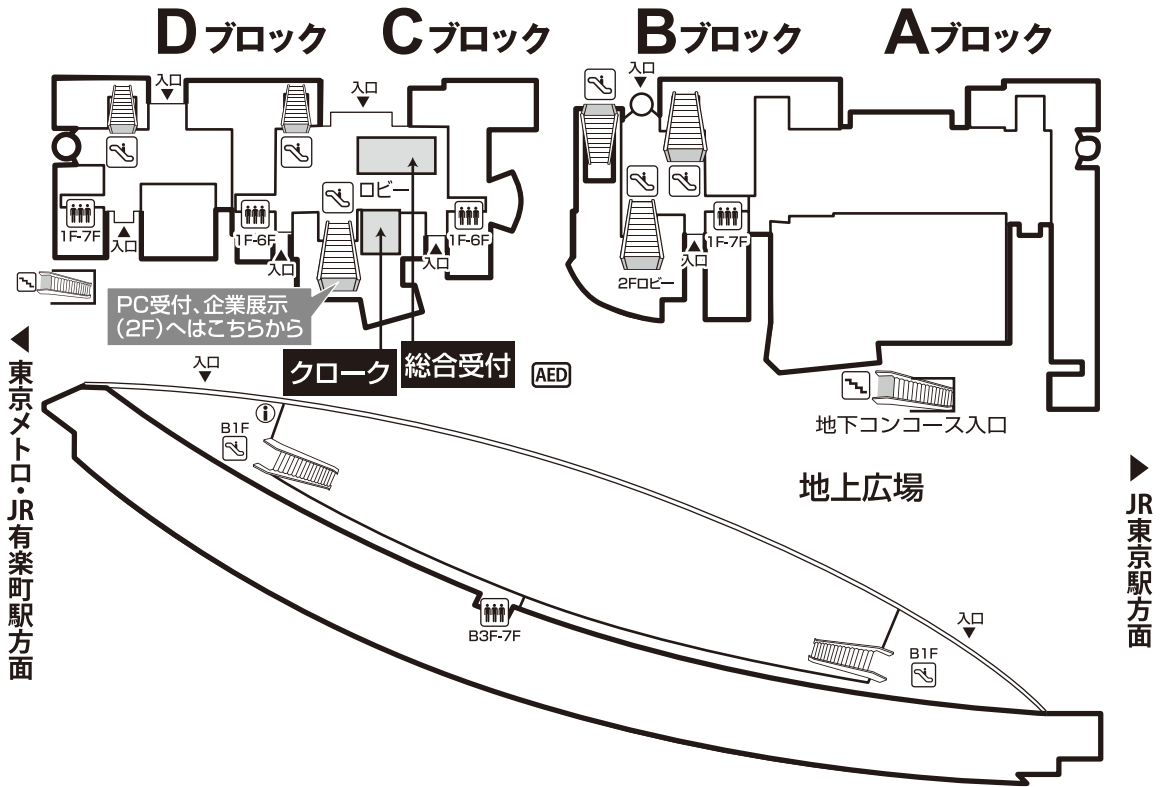 Dブロック
Cブロック
Bブロック
Aブロック
入口
入口
入口
ロビー
1F-7F
入口
1F-6F
入口
入口
1F-6F
入口
1F-7F
2Fロビー
PC受付、企業展示
(2F)へはこちらから
クローク
総合受付
AED
入口
地下コンコース入口
B1F
i
地上広場
◀東京メトロ・JR有楽町駅方面
▶JR東京駅方面
B3F-7F
入口
B1F